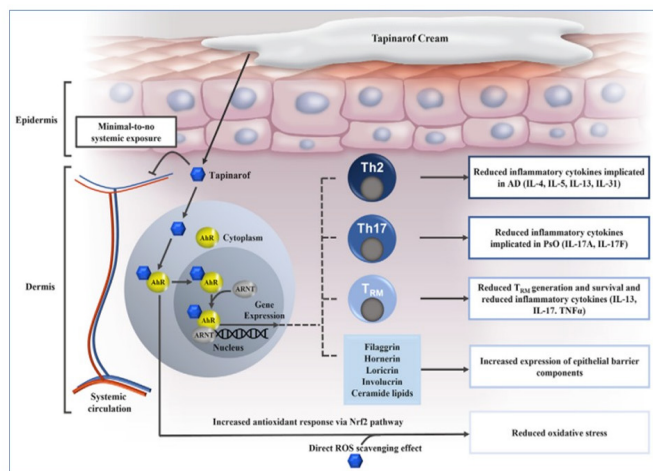 Tapinarof Cream
Epidermis
Minimal-to-no
systemic exposure
Tapinarof
Dermis
Cytoplasm
AhR
AhR
AhR
ARNT
Gene
Expression
AhR
ARNT
Nucleus
Systemic
circulation
Th2
Reduced inflammatory cytokines implicated
in AD (IL-4, IL-5, IL-13, IL-31)
Th17
Reduced inflammatory cytokines
implicated in PsO (IL-17A, IL-17F)
TRM
Reduced TRM generation and survival and
reduced inflammatory cytokines (IL-13,
IL-17. TNFα)
Filaggrin
Hornerin
Loricrin
Involucrin
Ceramide lipids
Increased expression of epithelial barrier
components
Increased antioxidant response via Nrf2 pathway
Direct ROS scavenging effect
Reduced oxidative stress